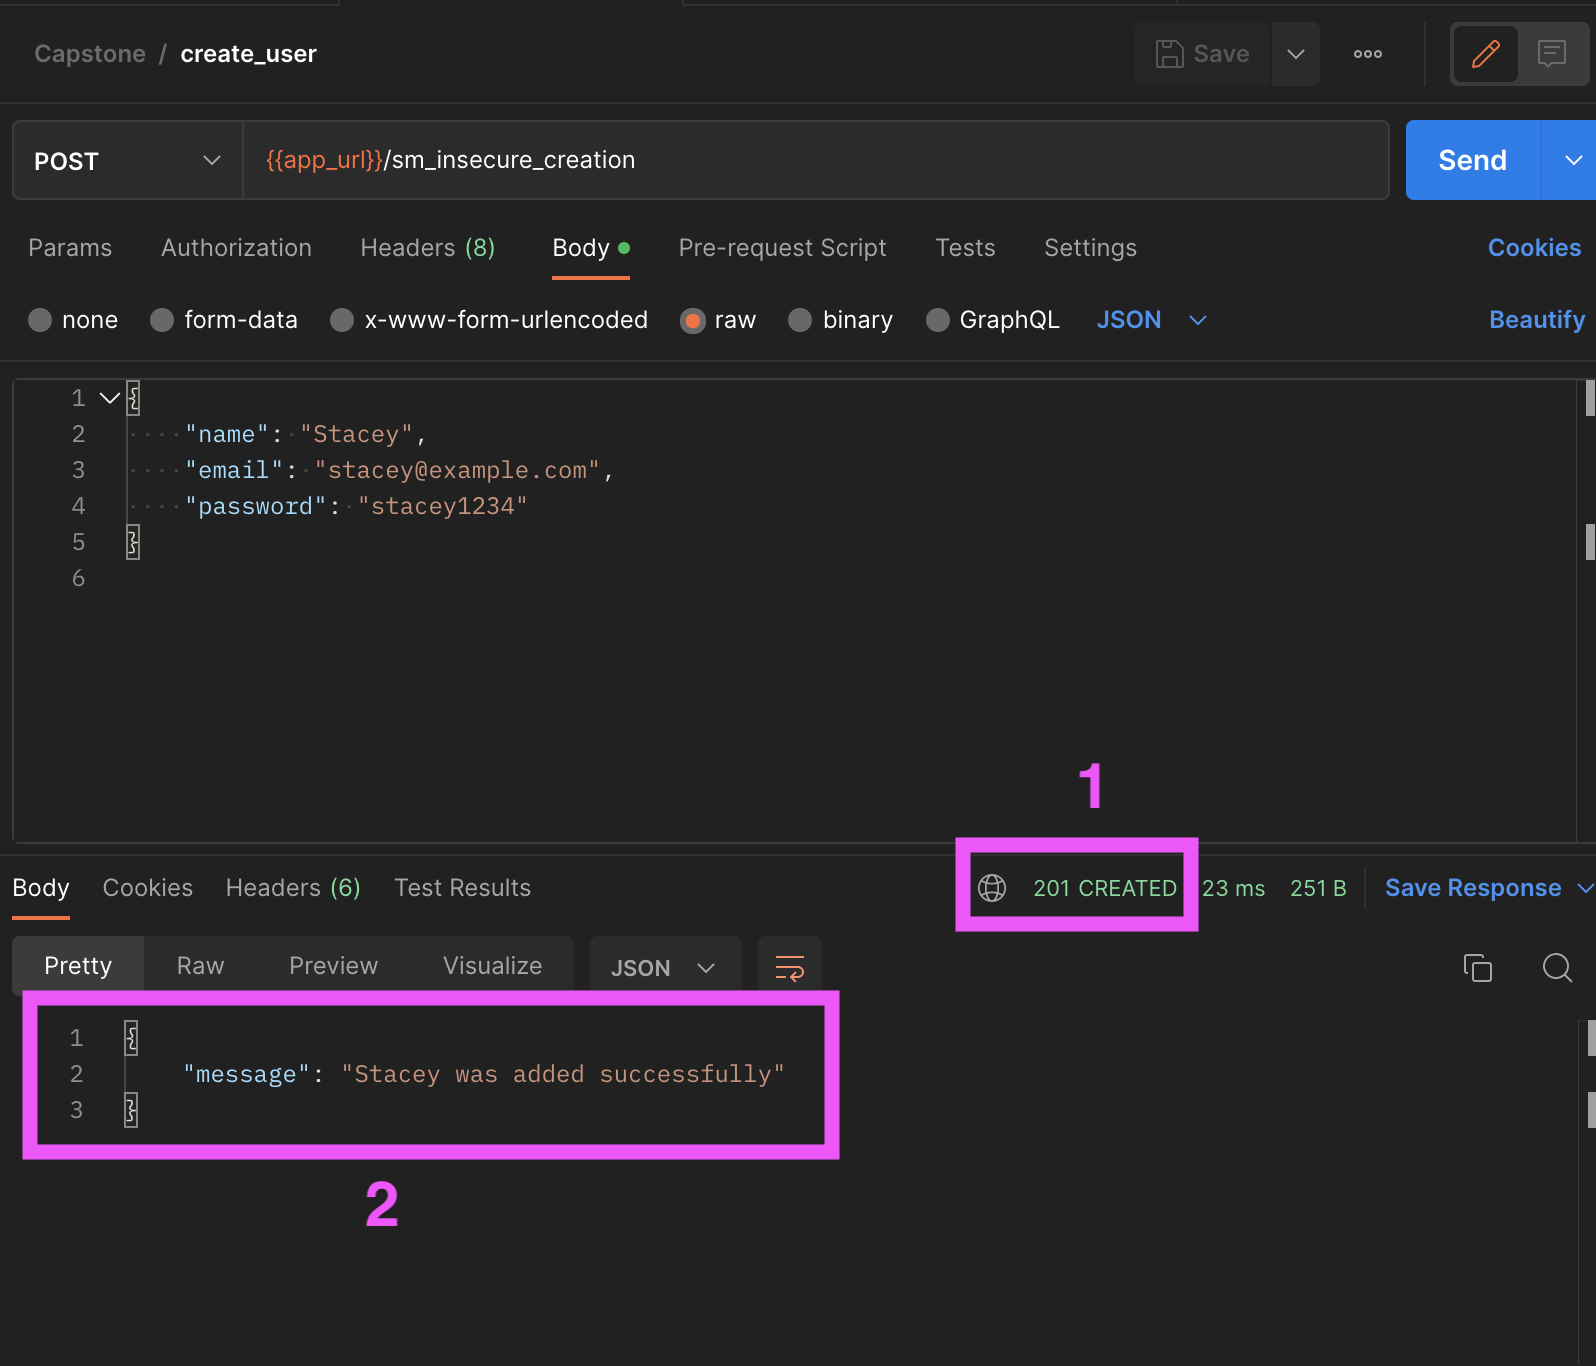 Capstone / create_user
Save
POST
{{app_url}}/sm_insecure_creation
Send
Params Authorization Headers (8) Body Pre-request Script Tests Settings Cookies
none form-data x-www-form-urlencoded raw binary GraphQL JSON Beautify
1 {
2 "name": "Stacey",
3 "email": "stacey@example.com",
4 "password": "stacey1234"
5 }
6
1
Body Cookies Headers (6) Test Results 201 CREATED 23 ms 251 B Save Response
Pretty Raw Preview Visualize JSON
1 {
2 "message": "Stacey was added successfully"
3 }
2